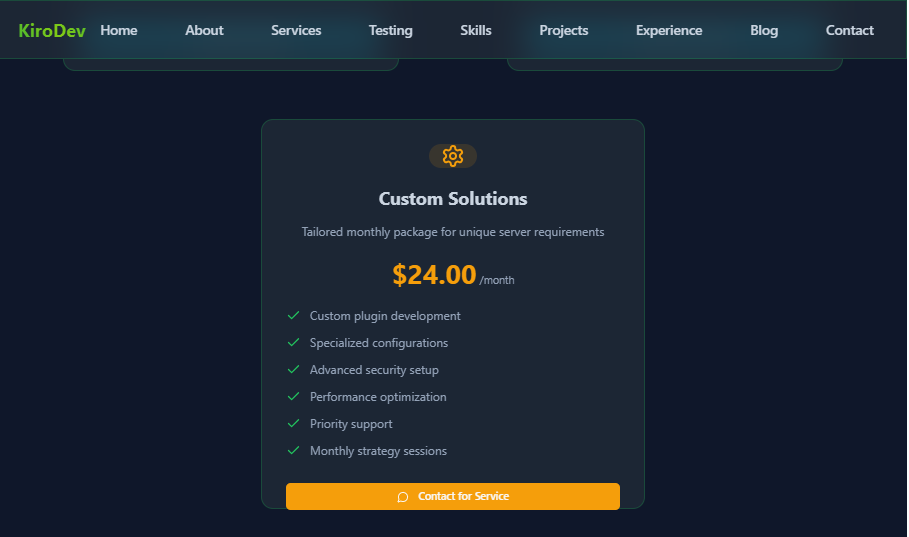 KiroDev Home About Services Testing Skills Projects Experience Blog Contact
Custom Solutions
Tailored monthly package for unique server requirements
$24.00 /month
Custom plugin development
Specialized configurations
Advanced security setup
Performance optimization
Priority support
Monthly strategy sessions
Contact for Service